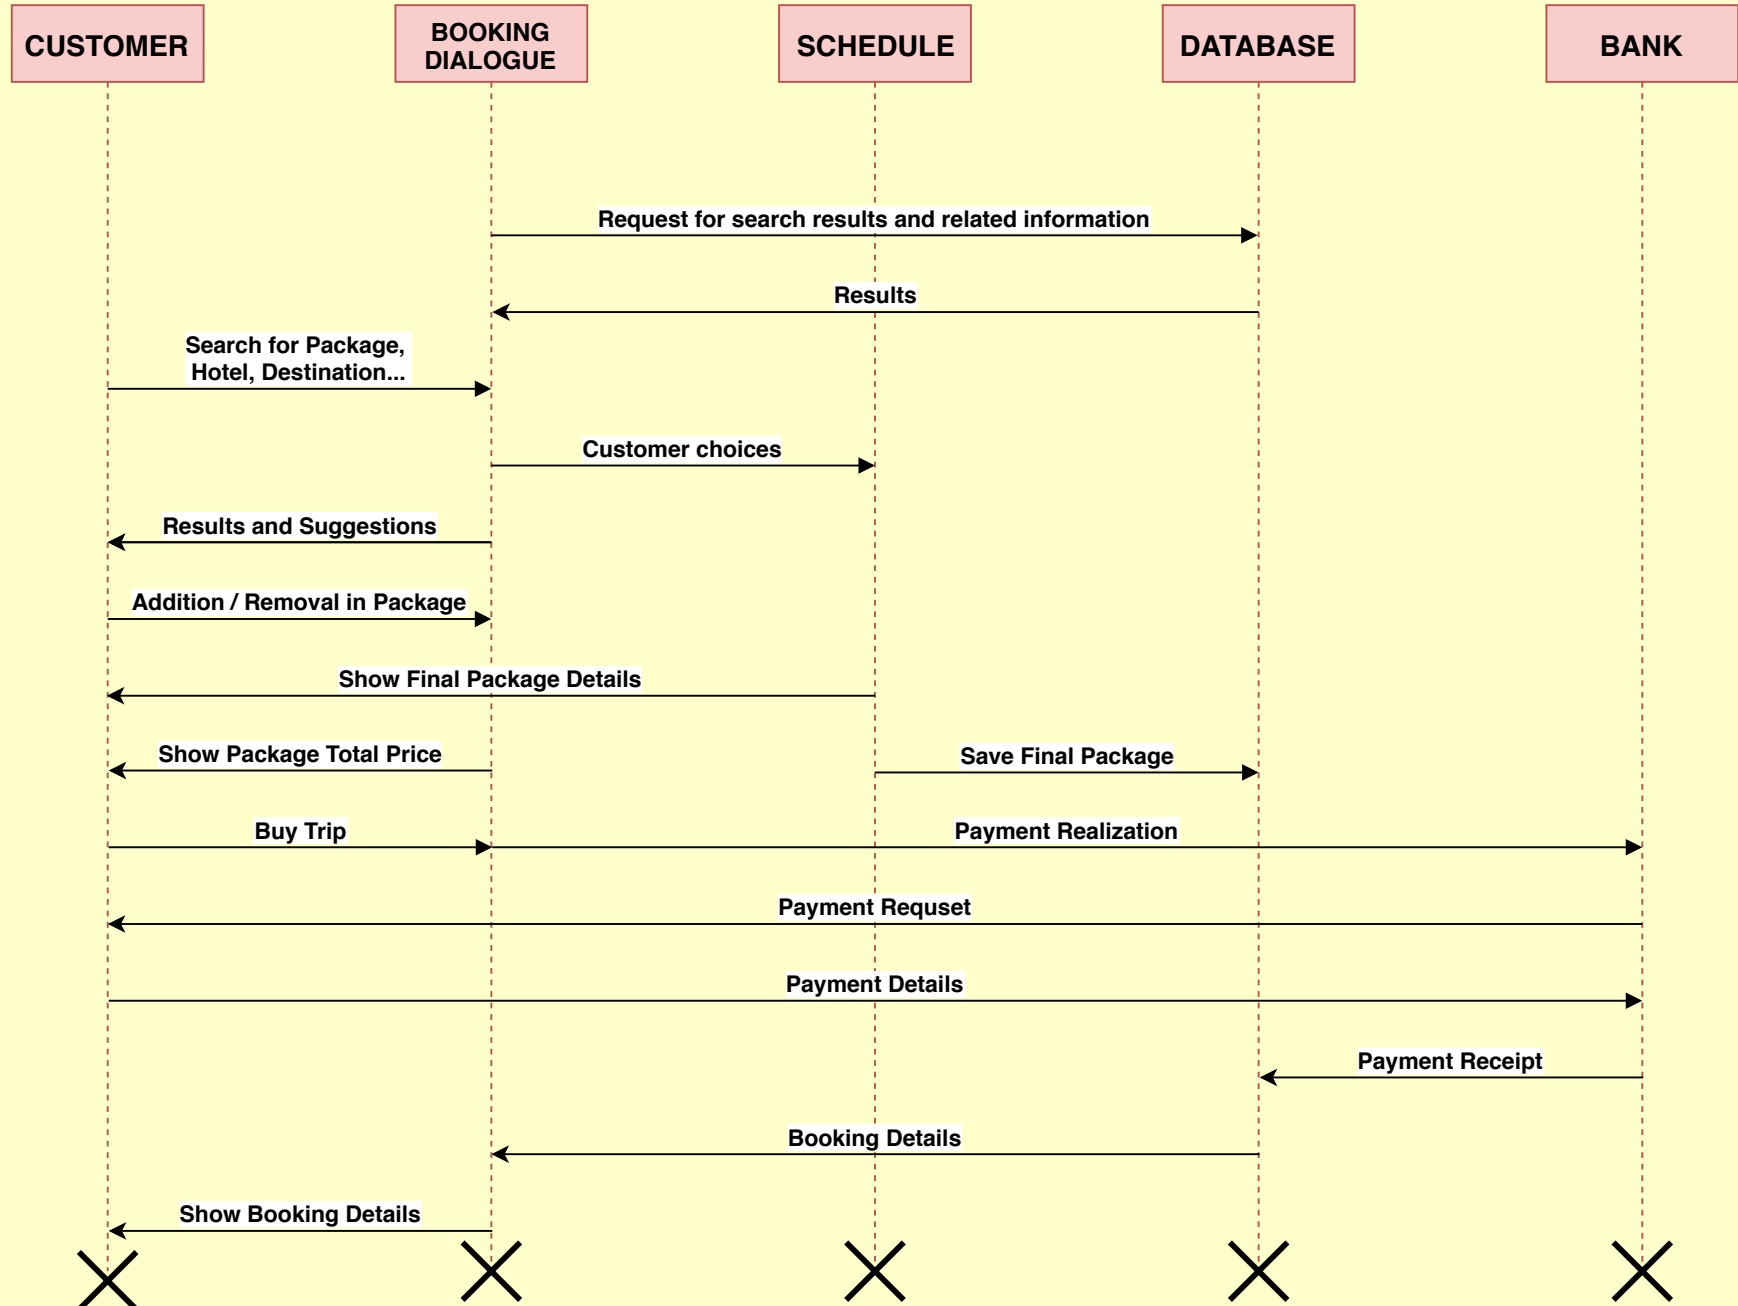 CUSTOMER
BOOKING
DIALOGUE
SCHEDULE
DATABASE
BANK
Request for search results and related information
Results
Search for Package,
Hotel, Destination...
Customer choices
Results and Suggestions
Addition / Removal in Package
Show Final Package Details
Show Package Total Price
Save Final Package
Buy Trip
Payment Realization
Payment Requset
Payment Details
Payment Receipt
Booking Details
Show Booking Details